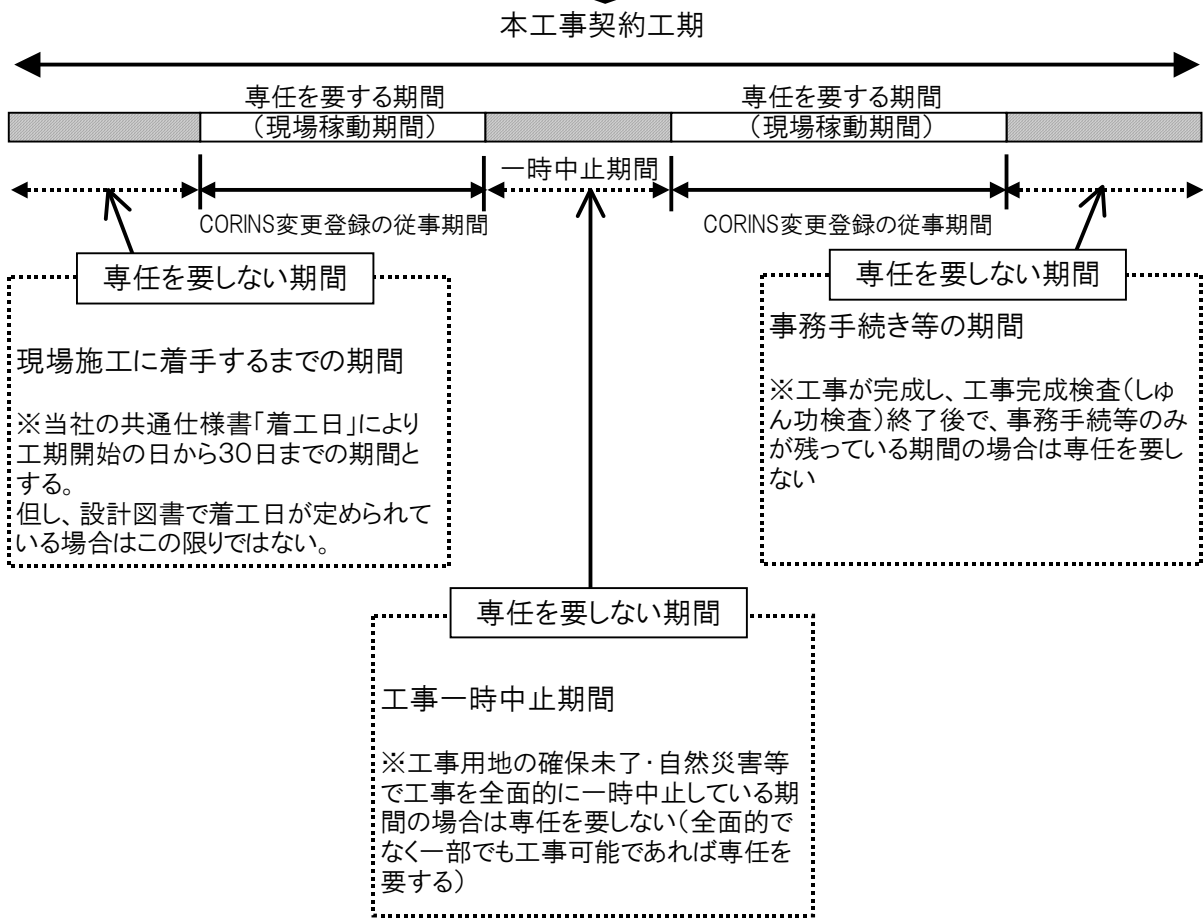 本工事契約工期
専任を要する期間
(現場稼動期間)
専任を要する期間
(現場稼動期間)
一時中止期間
CORINS変更登録の従事期間
CORINS変更登録の従事期間
専任を要しない期間
現場施工に着手するまでの期間
※当社の共通仕様書「着工日」により
工期開始の日から30日までの期間と
する。
但し、設計図書で着工日が定められて
いる場合はこの限りではない。
専任を要しない期間
事務手続き等の期間
※工事が完成し、工事完成検査(しゅ
ん功検査)終了後で、事務手続等のみ
が残っている期間の場合は専任を要し
ない
専任を要しない期間
工事一時中止期間
※工事用地の確保未了・自然災害等
で工事を全面的に一時中止している期
間の場合は専任を要しない(全面的で
なく一部でも工事可能であれば専任を
要する)